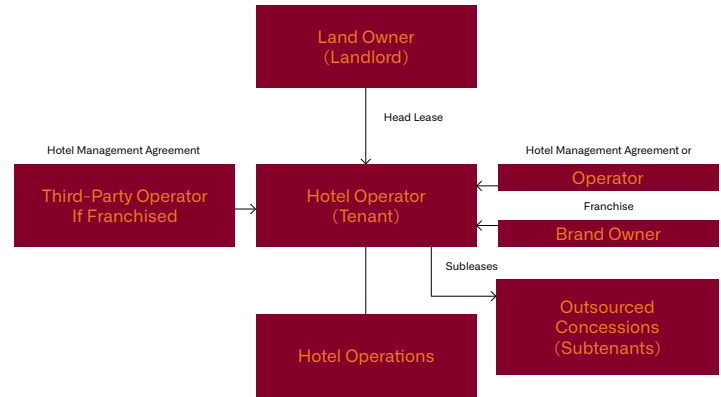 Land Owner
(Landlord)
Head Lease
Hotel Management Agreement
Hotel Management Agreement or
Third-Party Operator
If Franchised
Hotel Operator
(Tenant)
Operator
Franchise
Brand Owner
Subleases
Outsourced
Concessions
(Subtenants)
Hotel Operations